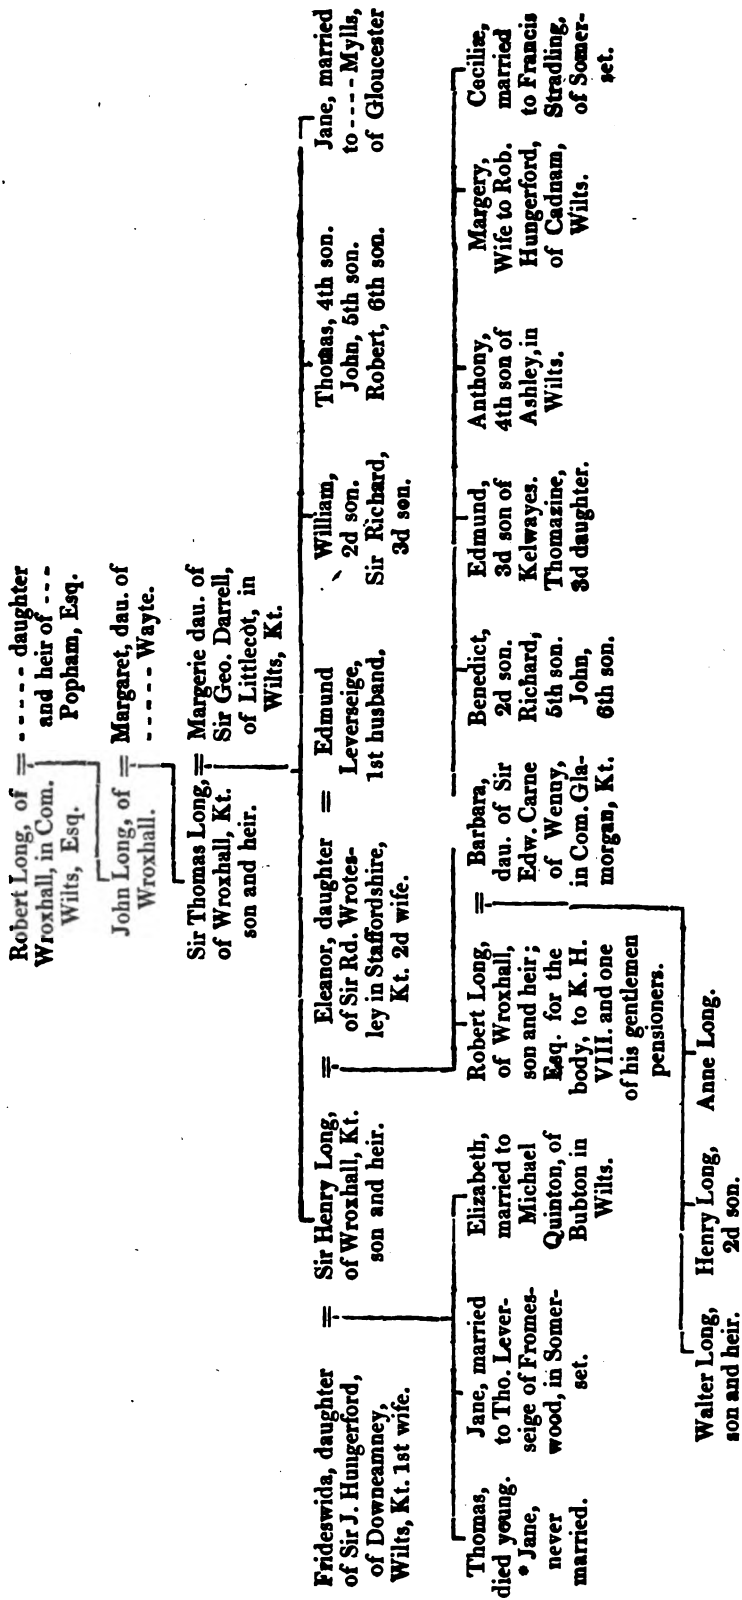 Robert Long, of = - - - - - daughter
Wroxhall, in Com. and heir of - - -
Wilts, Esq. Popham, Esq.
John Long, of = Margaret, dau. of
Wroxhall. - - - - - Wayte.
Sir Thomas Long, = Margerie dau. of
of Wroxhall, Kt. Sir Geo. Darrell,
son and heir. of Littlecòt, in
Wilts, Kt.
Frideswida, daughter
of Sir J. Hungerford,
of Downeamney,
Wilts, Kt. 1st wife.
=
Sir Henry Long,
of Wroxhall, Kt.
son and heir.
=
Eleanor, daughter
of Sir Rd. Wrotes-
ley in Staffordshire,
Kt. 2d wife.
=
Edmund
Leverseige,
1st husband,
William,
2d son.
Sir Richard,
3d son.
Thomas, 4th son.
John, 5th son.
Robert, 6th son.
Jane, married
to - - - - Mylls,
of Gloucester
Thomas,
died young.
* Jane,
never
married.
Jane, married
to Tho. Lever-
seige of Fromes-
wood, in Somer-
set.
Elizabeth,
married to
Michael
Quinton, of
Bubton in
Wilts.
Robert Long,
of Wroxhall,
son and heir;
Esq. for the
body, to K. H.
VIII. and one
of his gentlemen
pensioners.
=
Barbara,
dau. of Sir
Edw. Carne
of Wenny,
in Com. Gla-
morgan, Kt.
Benedict,
2d son.
Richard,
5th son.
John,
6th son.
Edmund,
3d son of
Kelwayes.
Thomazine,
3d daughter.
Anthony,
4th son of
Ashley, in
Wilts.
Margery,
Wife to Rob.
Hungerford,
of Cadnam,
Wilts.
Ceciliæ,
married
to Francis
Stradling,
of Somer-
set.
Walter Long,
son and heir.
Henry Long,
2d son.
Anne Long.